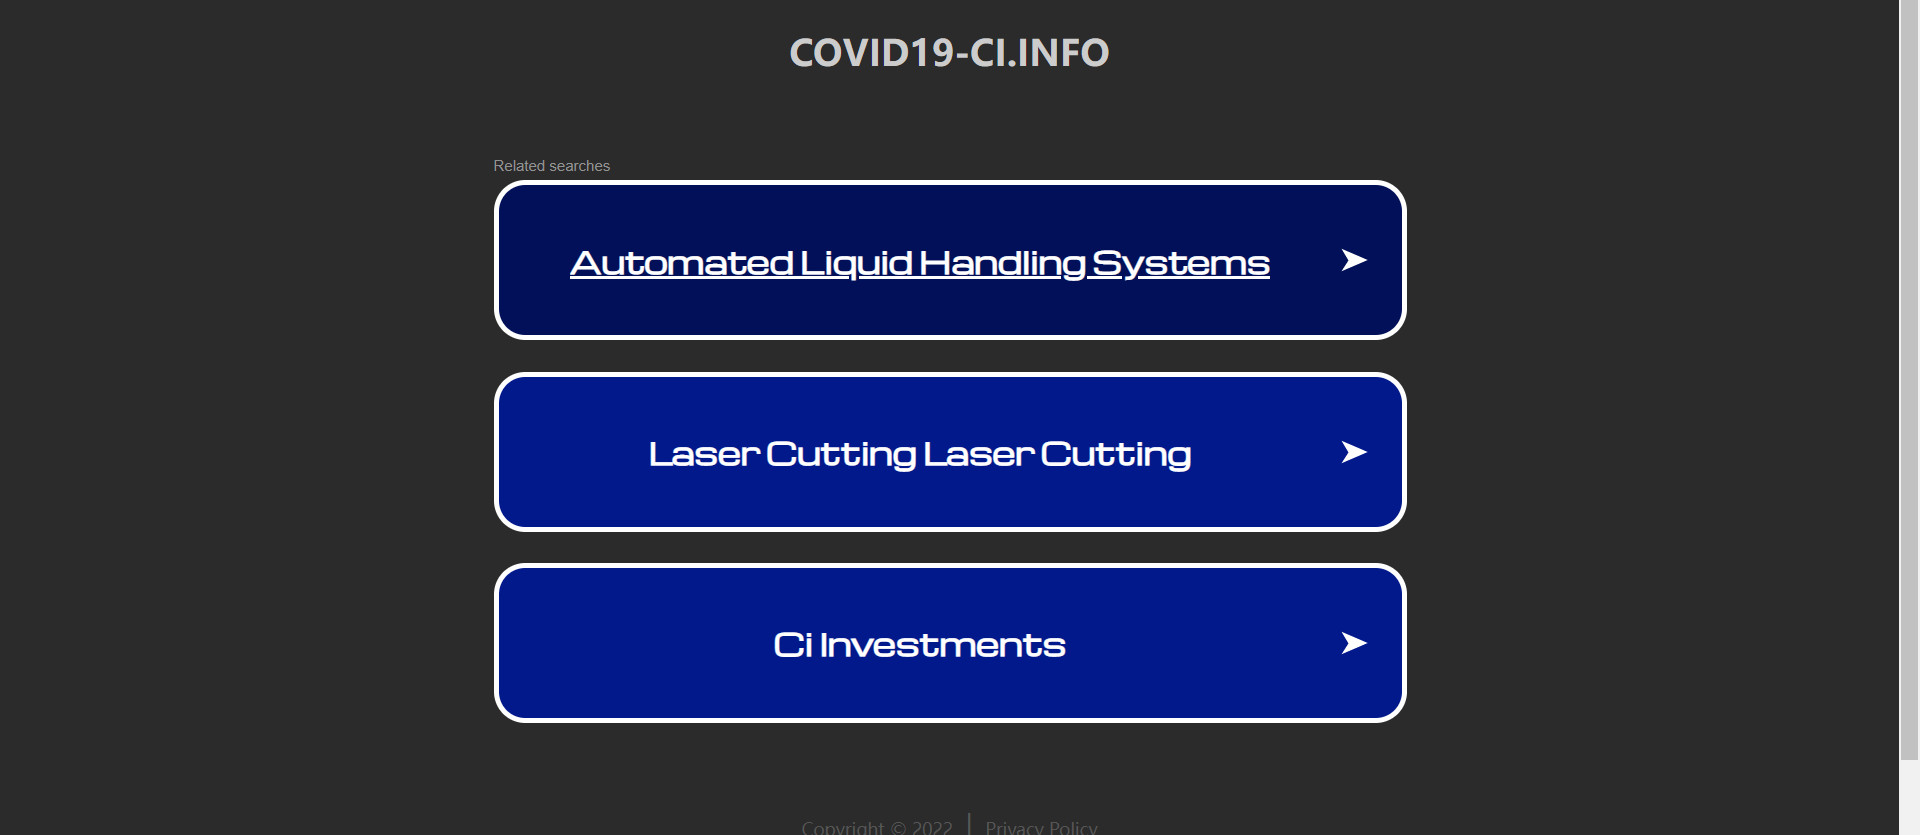 COVID19-CI.INFO
Related searches
Automated Liquid Handling Systems
Laser Cutting Laser Cutting
Ci Investments
Copyright © 2022 | Privacy Policy